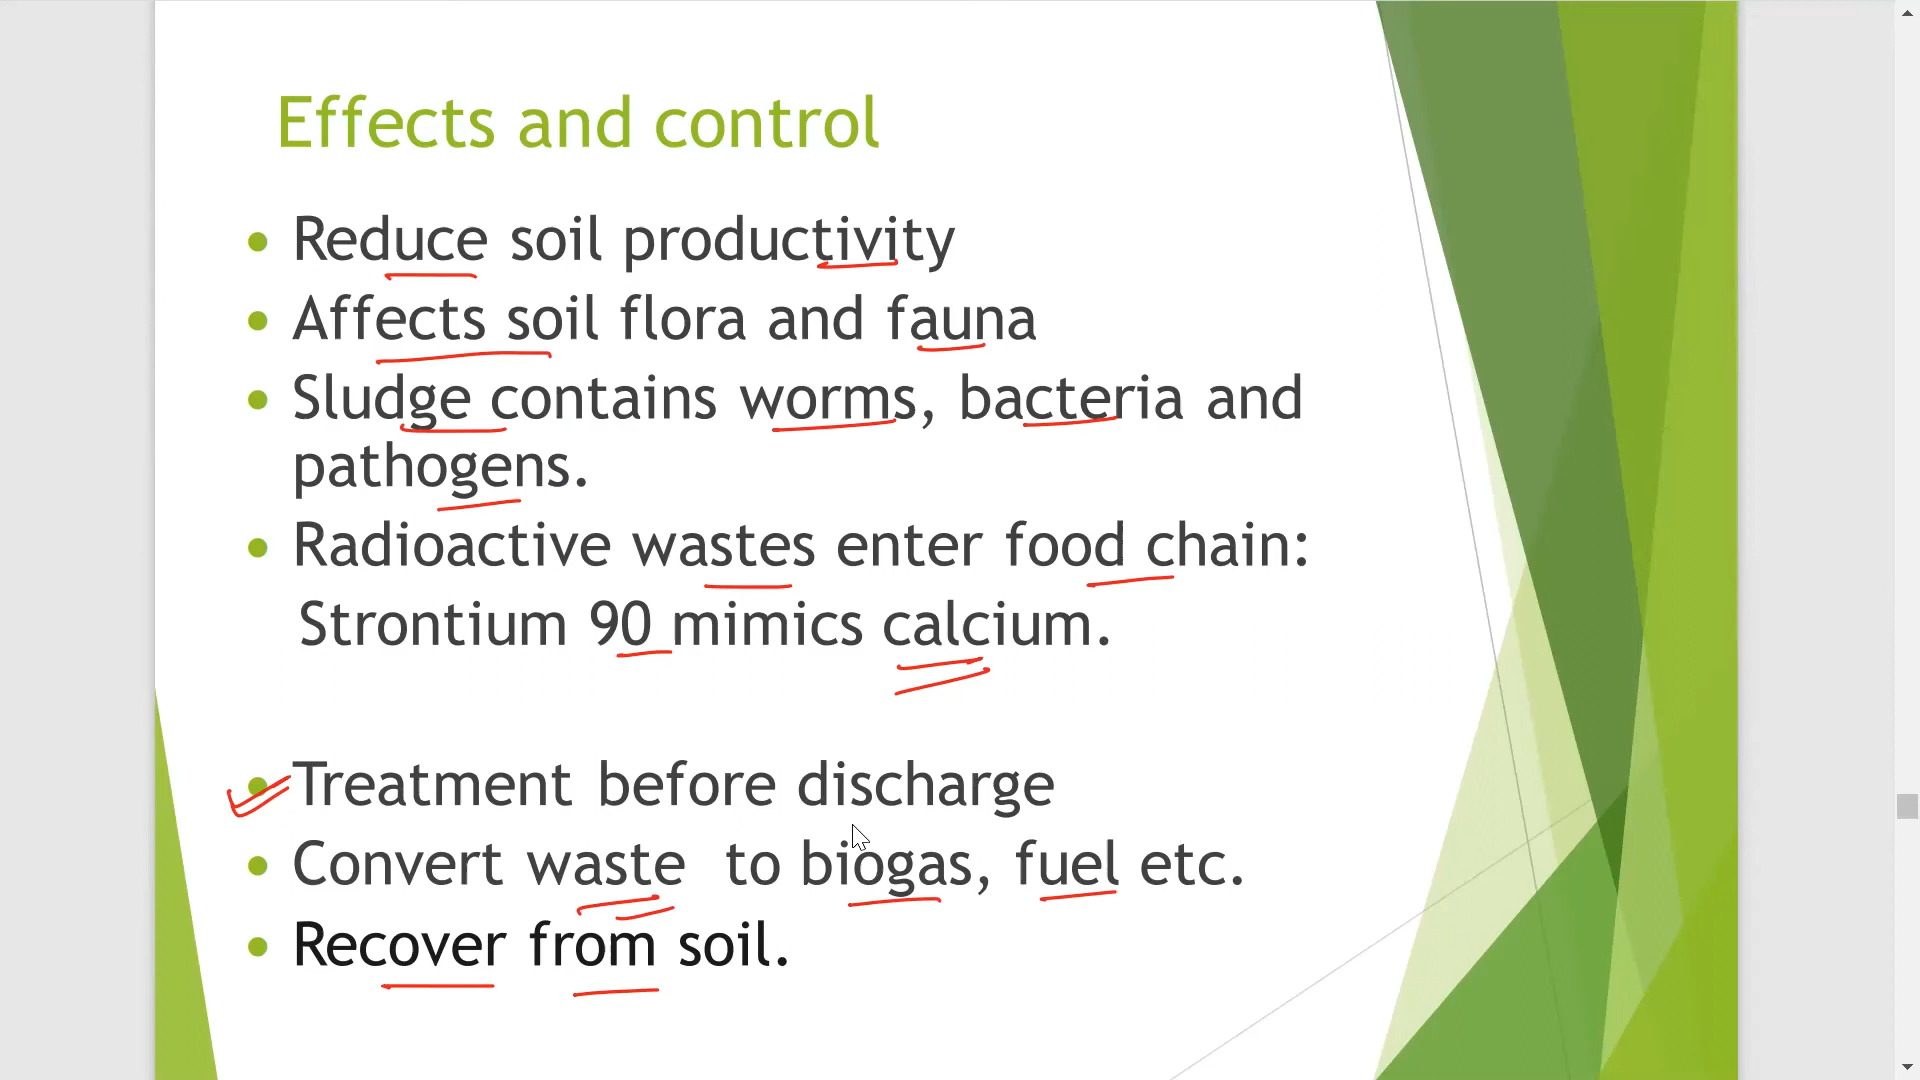 Effects and control
• Reduce soil productivity
• Affects soil flora and fauna
• Sludge contains worms, bacteria and
pathogens.
• Radioactive wastes enter food chain:
Strontium 90 mimics calcium.
• Treatment before discharge
• Convert waste  to biogas, fuel etc.
• Recover from soil.